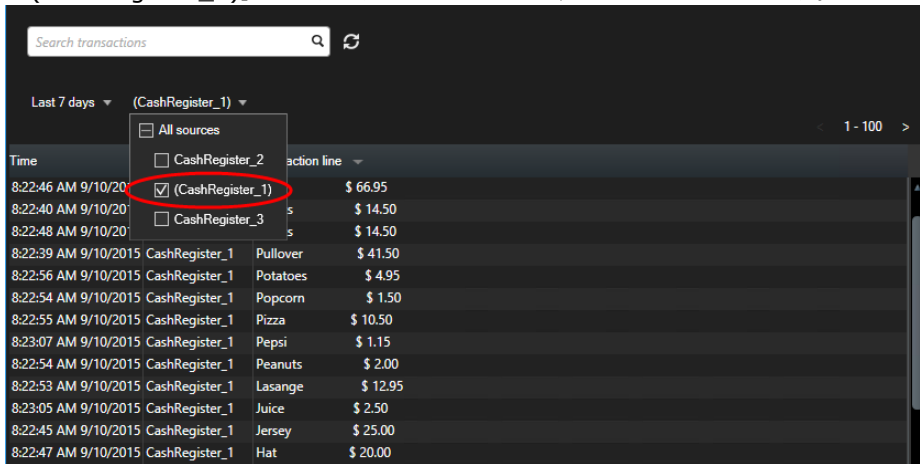 Search transactions
Last 7 days (CashRegister_1)
All sources
1 - 100
CashRegister_2
(CashRegister_1)
CashRegister_3
Time action line
8:22:46 AM 9/10/20 $ 66.95
8:22:40 AM 9/10/201 s $ 14.50
8:22:48 AM 9/10/201 s $ 14.50
8:22:39 AM 9/10/2015 CashRegister_1 Pullover $ 41.50
8:22:56 AM 9/10/2015 CashRegister_1 Potatoes $ 4.95
8:22:54 AM 9/10/2015 CashRegister_1 Popcorn $ 1.50
8:22:55 AM 9/10/2015 CashRegister_1 Pizza $ 10.50
8:23:07 AM 9/10/2015 CashRegister_1 Pepsi $ 1.15
8:22:54 AM 9/10/2015 CashRegister_1 Peanuts $ 2.00
8:22:53 AM 9/10/2015 CashRegister_1 Lasange $ 12.95
8:23:05 AM 9/10/2015 CashRegister_1 Juice $ 2.50
8:22:45 AM 9/10/2015 CashRegister_1 Jersey $ 25.00
8:22:47 AM 9/10/2015 CashRegister_1 Hat $ 20.00